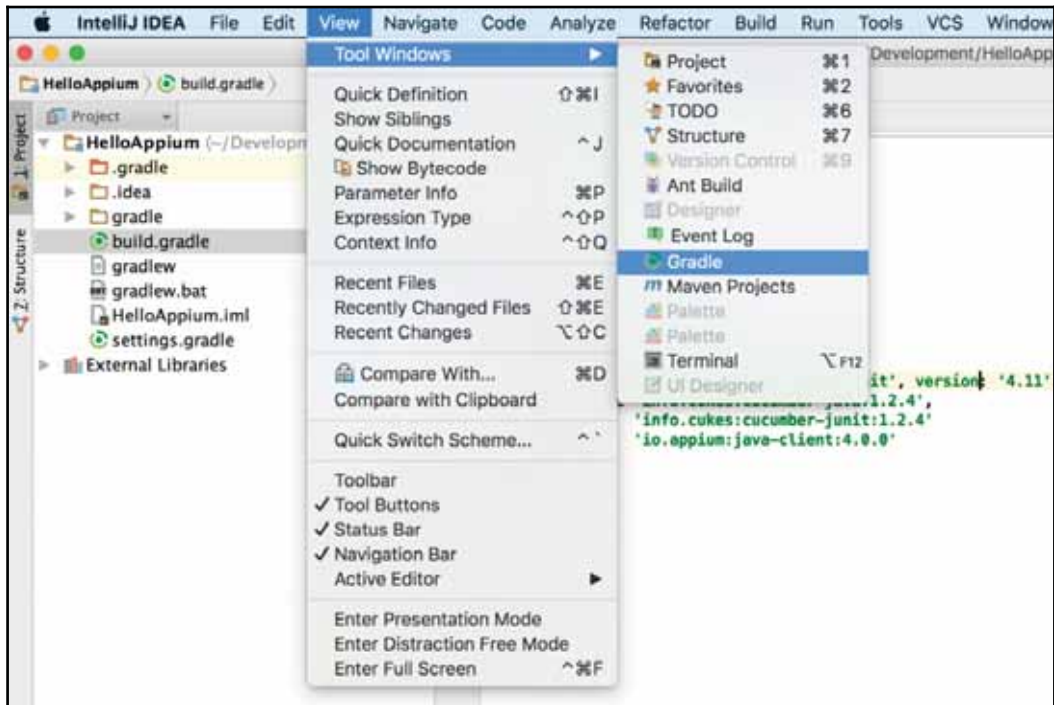 IntelliJ IDEA File Edit View Navigate Code Analyze Refactor Build Run Tools VCS Window
Development/HelloApp
HelloAppium build.gradle
Project
1: Project
2: Structure
HelloAppium (~/Developm
.gradle
.idea
gradle
build.gradle
gradlew
gradlew.bat
HelloAppium.iml
settings.gradle
External Libraries
Tool Windows
Quick Definition ⇧⌘I
Show Siblings
Quick Documentation ^J
Show Bytecode
Parameter Info ⌘P
Expression Type ^⇧P
Context Info ^⇧Q
Recent Files ⌘E
Recently Changed Files ⇧⌘E
Recent Changes ⌥⇧C
Compare With... ⌘D
Compare with Clipboard
Quick Switch Scheme... ^`
Toolbar
✓ Tool Buttons
✓ Status Bar
✓ Navigation Bar
Active Editor
Enter Presentation Mode
Enter Distraction Free Mode
Enter Full Screen ^⌘F
Project ⌘1
Favorites ⌘2
TODO ⌘6
Structure ⌘7
Version Control ⌘9
Ant Build
Designer
Event Log
Gradle
Maven Projects
Palette
Palette
Terminal ⌥F12
UI Designer
it', version: '4.11'
1.2.4',
'info.cukes:cucumber-junit:1.2.4'
'io.appium:java-client:4.0.0'